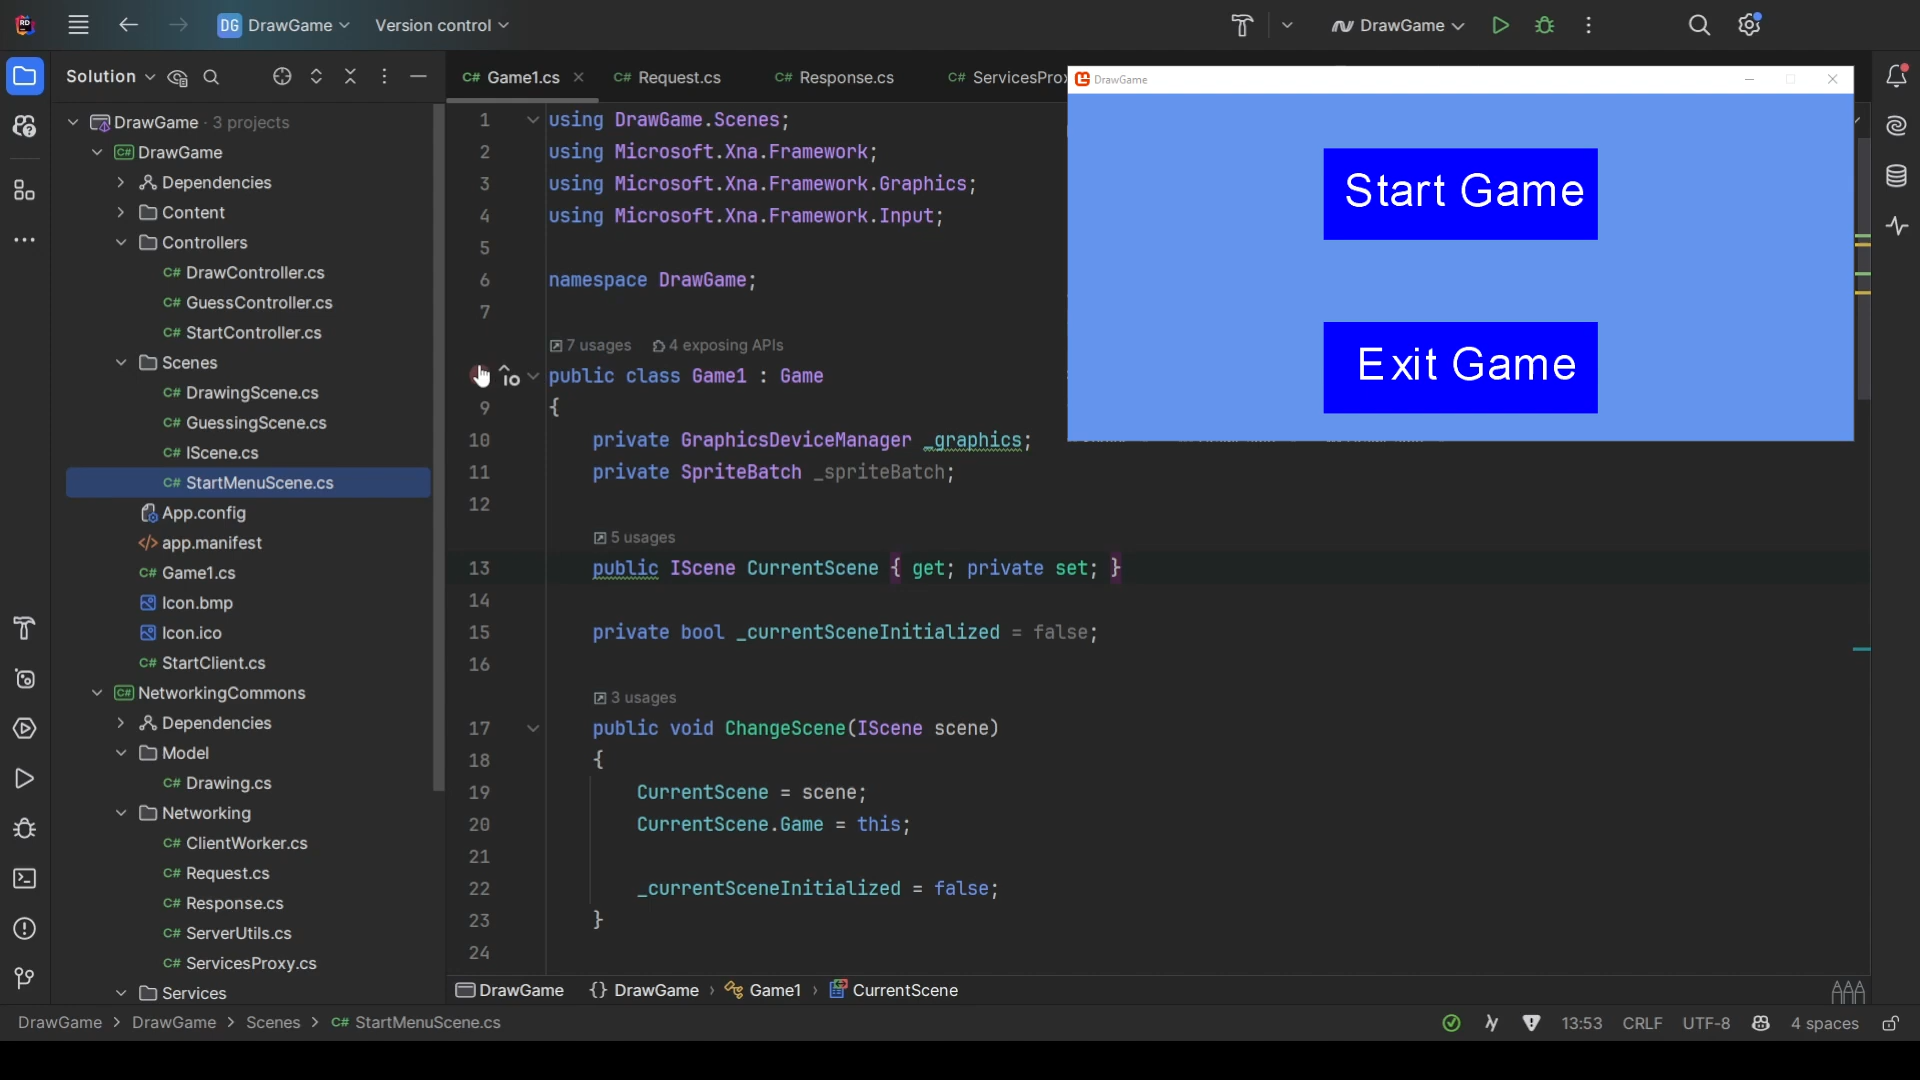 DG DrawGame Version control DrawGame
Solution
Game1.cs Request.cs Response.cs ServicesPro
DrawGame · 3 projects
DrawGame
Dependencies
Content
Controllers
DrawController.cs
GuessController.cs
StartController.cs
Scenes
DrawingScene.cs
GuessingScene.cs
IScene.cs
StartMenuScene.cs
App.config
app.manifest
Game1.cs
Icon.bmp
Icon.ico
StartClient.cs
NetworkingCommons
Dependencies
Model
Drawing.cs
Networking
ClientWorker.cs
Request.cs
Response.cs
ServerUtils.cs
ServicesProxy.cs
Services
1 using DrawGame.Scenes;
2 using Microsoft.Xna.Framework;
3 using Microsoft.Xna.Framework.Graphics;
4 using Microsoft.Xna.Framework.Input;
5
6 namespace DrawGame;
7
7 usages 4 exposing APIs
public class Game1 : Game
9 {
10 private GraphicsDeviceManager _graphics;
11 private SpriteBatch _spriteBatch;
12
5 usages
13 public IScene CurrentScene { get; private set; }
14
15 private bool _currentSceneInitialized = false;
16
3 usages
17 public void ChangeScene(IScene scene)
18 {
19 CurrentScene = scene;
20 CurrentScene.Game = this;
21
22 _currentSceneInitialized = false;
23 }
24
DrawGame
Start Game
Exit Game
DrawGame {} DrawGame › Game1 › CurrentScene
DrawGame > DrawGame > Scenes > C# StartMenuScene.cs 13:53 CRLF UTF-8 4 spaces